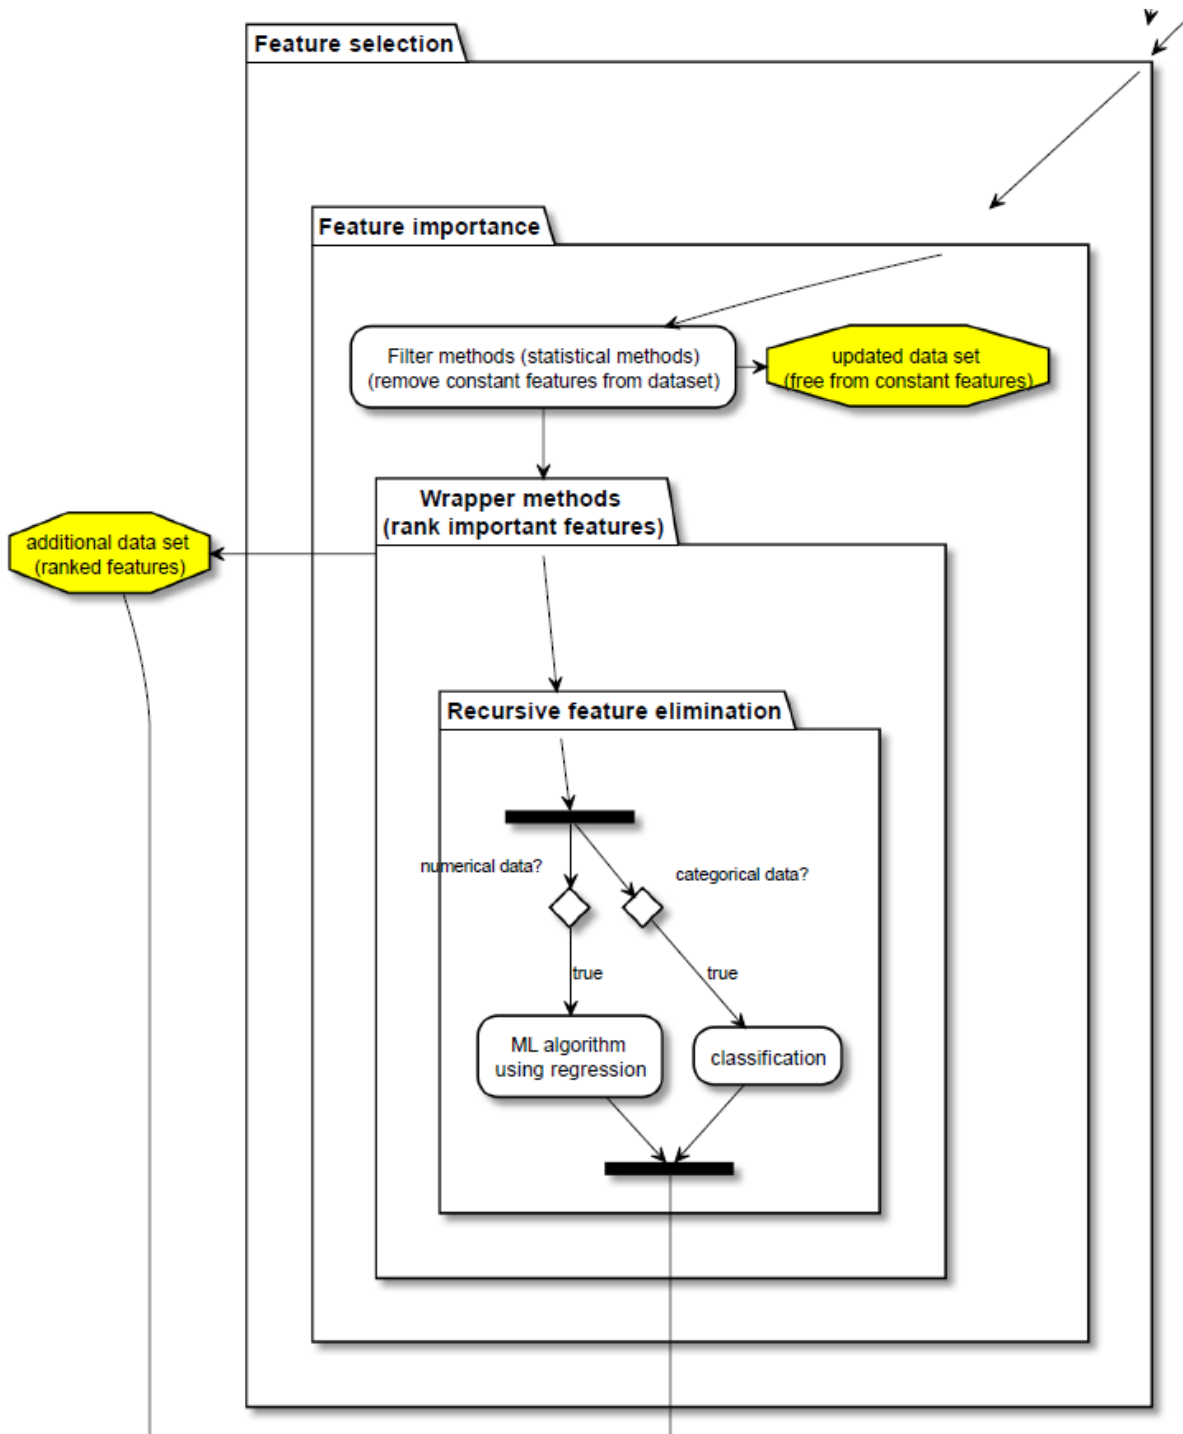 Feature selection
Feature importance
Filter methods (statistical methods)
(remove constant features from dataset)
updated data set
(free from constant features)
Wrapper methods
(rank important features)
additional data set
(ranked features)
Recursive feature elimination
numerical data?
categorical data?
true
true
ML algorithm
using regression
classification